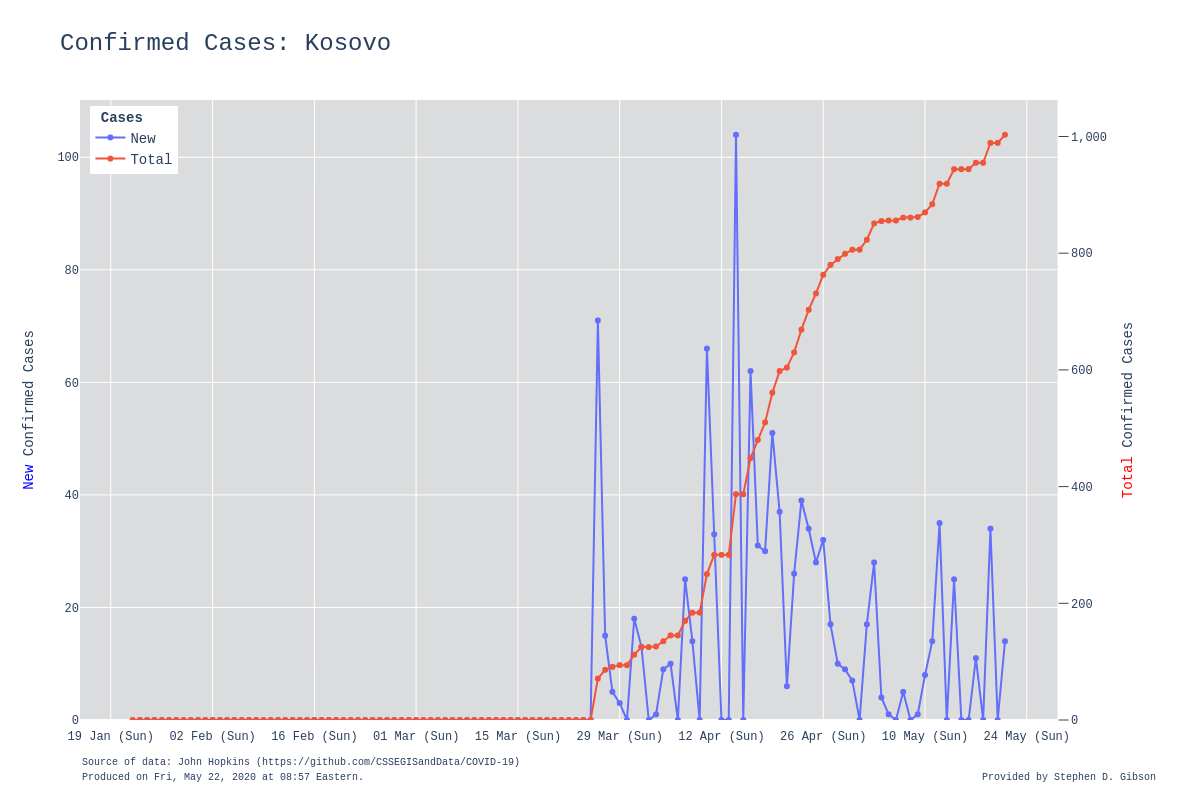 Confirmed Cases: Kosovo
Cases
New
Total
100
80
60
40
20
0
New Confirmed Cases
1,000
800
600
400
200
0
Total Confirmed Cases
19 Jan (Sun) 02 Feb (Sun) 16 Feb (Sun) 01 Mar (Sun) 15 Mar (Sun) 29 Mar (Sun) 12 Apr (Sun) 26 Apr (Sun) 10 May (Sun) 24 May (Sun)
Source of data: John Hopkins (https://github.com/CSSEGISandData/COVID-19)
Produced on Fri, May 22, 2020 at 08:57 Eastern.
Provided by Stephen D. Gibson